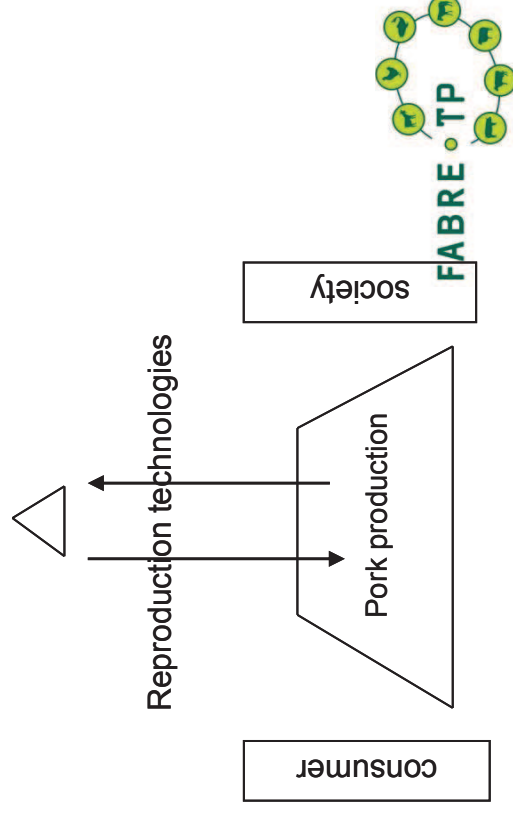 Reproduction technologies
Pork production
consumer
society
FABRE TP